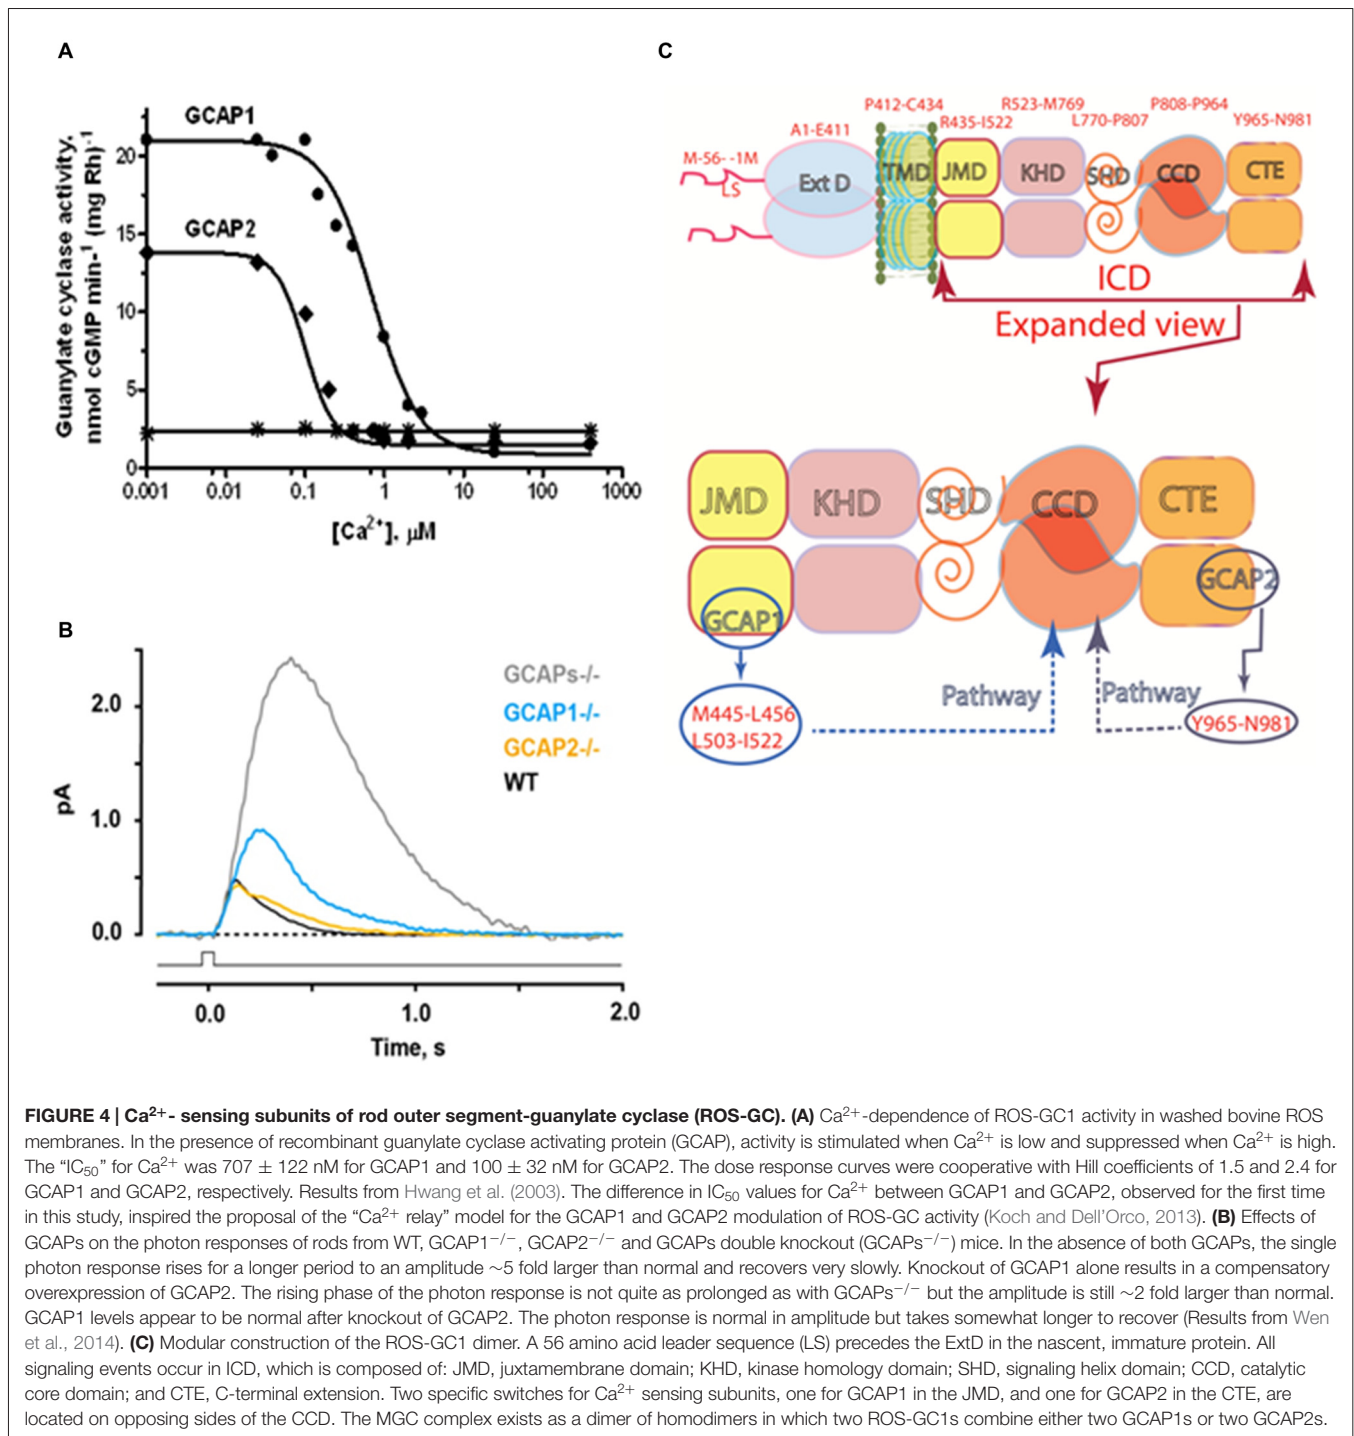 A
GCAP1
GCAP2
Guanylate cyclase activity,
nmol cGMP min-¹ (mg Rh)-¹
20
15
10
5
0
0.001 0.01 0.1 1 10 100 1000
[Ca²⁺], µM
B
GCAPs-/-
GCAP1-/-
GCAP2-/-
WT
pA
2.0
1.0
0.0
0.0 1.0 2.0
Time, s
C
P412-C434 R523-M769 P808-P964
A1-E411 R435-I522 L770-P807 Y965-N981
M-56- -1M
LS
Ext D TMD JMD KHD SHD CCD CTE
ICD
Expanded view
JMD KHD SHD CCD CTE
GCAP1 GCAP2
M445-L456
L503-I522
Pathway Pathway
Y965-N981
FIGURE 4 | Ca²⁺- sensing subunits of rod outer segment-guanylate cyclase (ROS-GC). (A) Ca²⁺-dependence of ROS-GC1 activity in washed bovine ROS
membranes. In the presence of recombinant guanylate cyclase activating protein (GCAP), activity is stimulated when Ca²⁺ is low and suppressed when Ca²⁺ is high.
The “IC₅₀” for Ca²⁺ was 707 ± 122 nM for GCAP1 and 100 ± 32 nM for GCAP2. The dose response curves were cooperative with Hill coefficients of 1.5 and 2.4 for
GCAP1 and GCAP2, respectively. Results from Hwang et al. (2003). The difference in IC₅₀ values for Ca²⁺ between GCAP1 and GCAP2, observed for the first time
in this study, inspired the proposal of the “Ca²⁺ relay” model for the GCAP1 and GCAP2 modulation of ROS-GC activity (Koch and Dell’Orco, 2013). (B) Effects of
GCAPs on the photon responses of rods from WT, GCAP1⁻/⁻, GCAP2⁻/⁻ and GCAPs double knockout (GCAPs⁻/⁻) mice. In the absence of both GCAPs, the single
photon response rises for a longer period to an amplitude ∼5 fold larger than normal and recovers very slowly. Knockout of GCAP1 alone results in a compensatory
overexpression of GCAP2. The rising phase of the photon response is not quite as prolonged as with GCAPs⁻/⁻ but the amplitude is still ∼2 fold larger than normal.
GCAP1 levels appear to be normal after knockout of GCAP2. The photon response is normal in amplitude but takes somewhat longer to recover (Results from Wen
et al., 2014). (C) Modular construction of the ROS-GC1 dimer. A 56 amino acid leader sequence (LS) precedes the ExtD in the nascent, immature protein. All
signaling events occur in ICD, which is composed of: JMD, juxtamembrane domain; KHD, kinase homology domain; SHD, signaling helix domain; CCD, catalytic
core domain; and CTE, C-terminal extension. Two specific switches for Ca²⁺ sensing subunits, one for GCAP1 in the JMD, and one for GCAP2 in the CTE, are
located on opposing sides of the CCD. The MGC complex exists as a dimer of homodimers in which two ROS-GC1s combine either two GCAP1s or two GCAP2s.